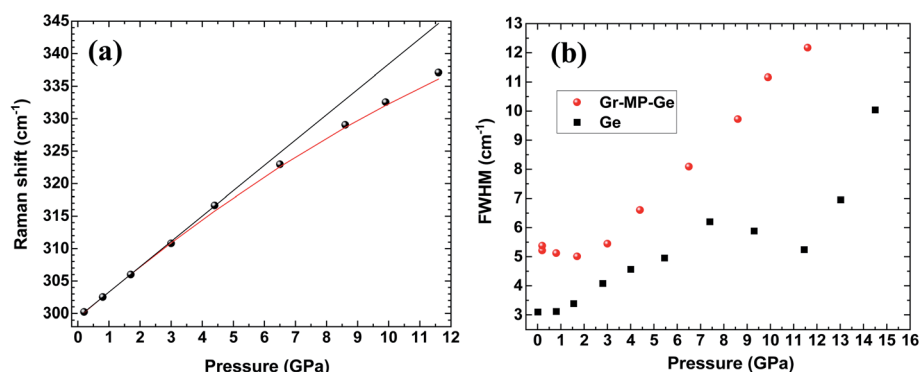 (a)
Raman shift (cm⁻¹)
345
340
335
330
325
320
315
310
305
300
0 1 2 3 4 5 6 7 8 9 10 11 12
Pressure (GPa)
(b)
FWHM (cm⁻¹)
13
12
11
10
9
8
7
6
5
4
3
Gr-MP-Ge
Ge
0 1 2 3 4 5 6 7 8 9 10 11 12 13 14 15 16
Pressure (GPa)